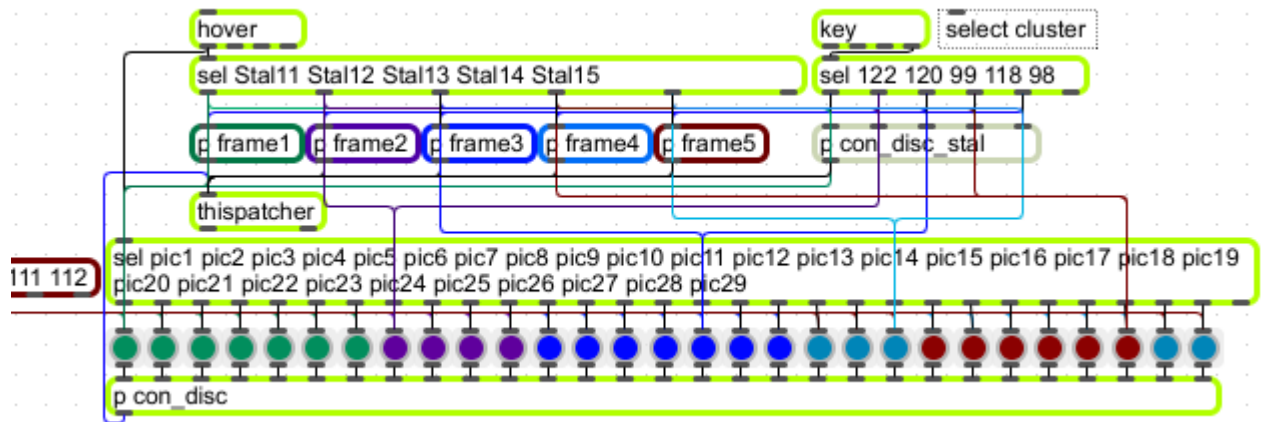 hover
key
select cluster
sel Stal11 Stal12 Stal13 Stal14 Stal15
sel 122 120 99 118 98
p frame1
p frame2
p frame3
p frame4
p frame5
p con_disc_stal
thispatcher
111 112
sel pic1 pic2 pic3 pic4 pic5 pic6 pic7 pic8 pic9 pic10 pic11 pic12 pic13 pic14 pic15 pic16 pic17 pic18 pic19
pic20 pic21 pic22 pic23 pic24 pic25 pic26 pic27 pic28 pic29
p con_disc